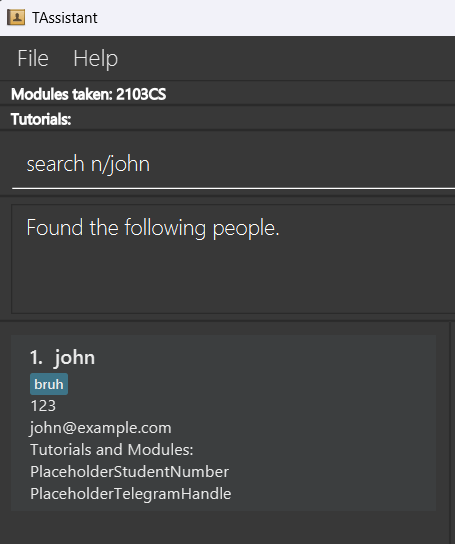 TAssistant
File Help
Modules taken: 2103CS
Tutorials:
search n/john
Found the following people.
1. john
bruh
123
john@example.com
Tutorials and Modules:
PlaceholderStudentNumber
PlaceholderTelegramHandle